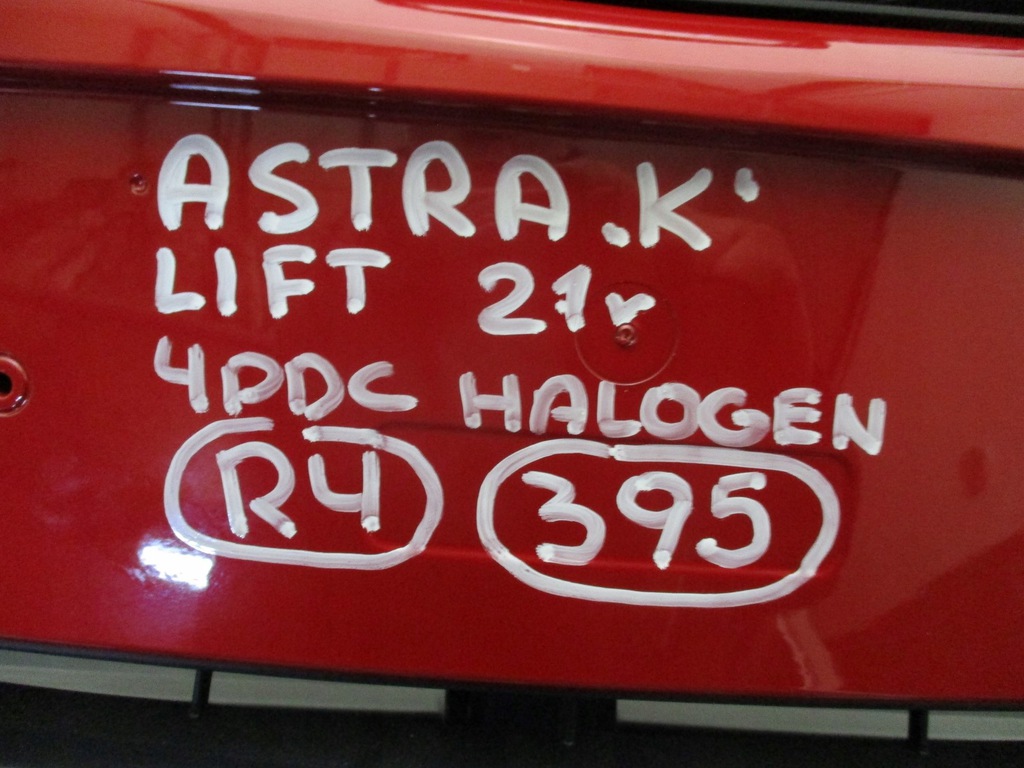 ASTRA „K'
LIFT 21r
4PDC HALOGEN
R4 395